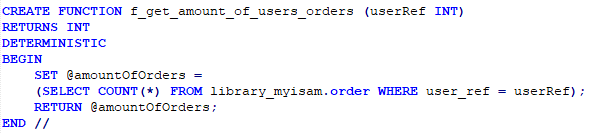 CREATE FUNCTION f_get_amount_of_users_orders (userRef INT)
RETURNS INT
DETERMINISTIC
BEGIN
    SET @amountOfOrders =
    (SELECT COUNT(*) FROM library_myisam.order WHERE user_ref = userRef);
    RETURN @amountOfOrders;
END //